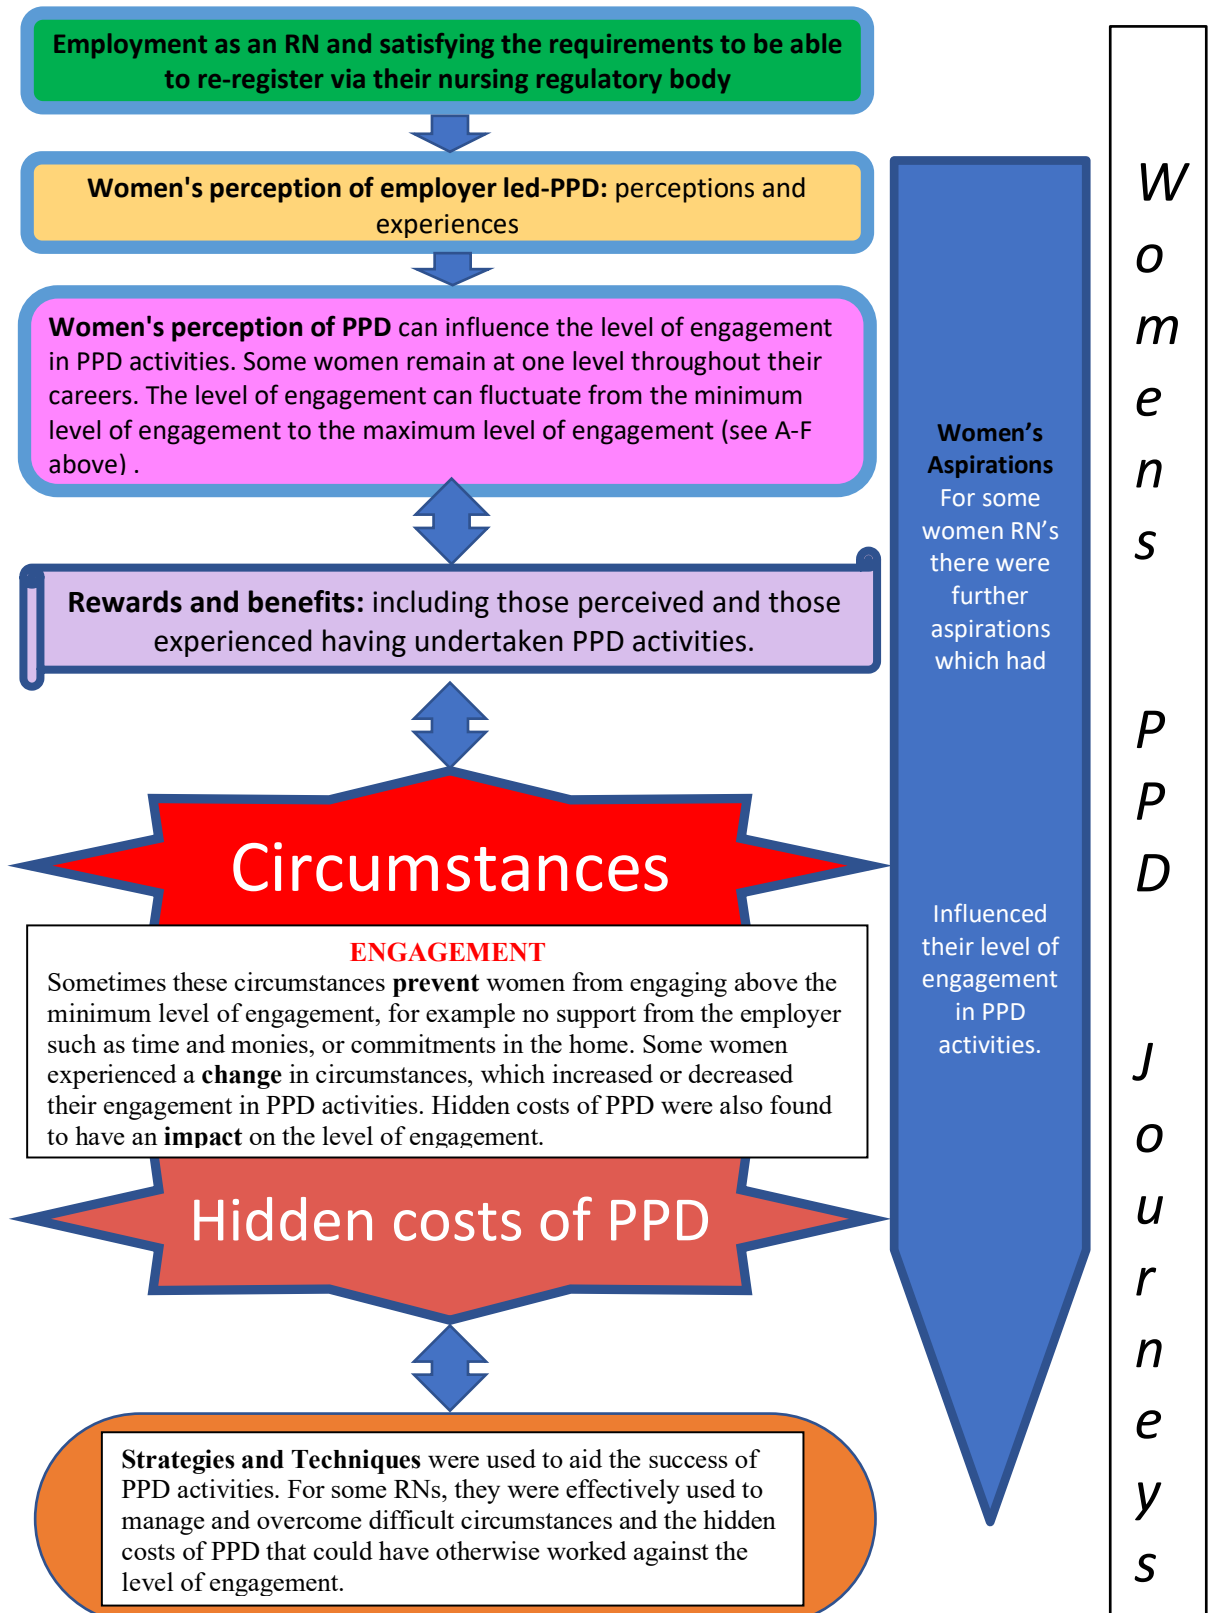 Employment as an RN and satisfying the requirements to be able
to re-register via their nursing regulatory body
Women's perception of employer led-PPD: perceptions and
experiences
Women's perception of PPD can influence the level of engagement
in PPD activities. Some women remain at one level throughout their
careers. The level of engagement can fluctuate from the minimum
level of engagement to the maximum level of engagement (see A-F
above) .
Rewards and benefits: including those perceived and those
experienced having undertaken PPD activities.
Circumstances
ENGAGEMENT
Sometimes these circumstances prevent women from engaging above the
minimum level of engagement, for example no support from the employer
such as time and monies, or commitments in the home. Some women
experienced a change in circumstances, which increased or decreased
their engagement in PPD activities. Hidden costs of PPD were also found
to have an impact on the level of engagement.
Hidden costs of PPD
Strategies and Techniques were used to aid the success of
PPD activities. For some RNs, they were effectively used to
manage and overcome difficult circumstances and the hidden
costs of PPD that could have otherwise worked against the
level of engagement.
Women’s
Aspirations
For some
women RN’s
there were
further
aspirations
which had
Influenced
their level of
engagement
in PPD
activities.
Womens PPD Journeys